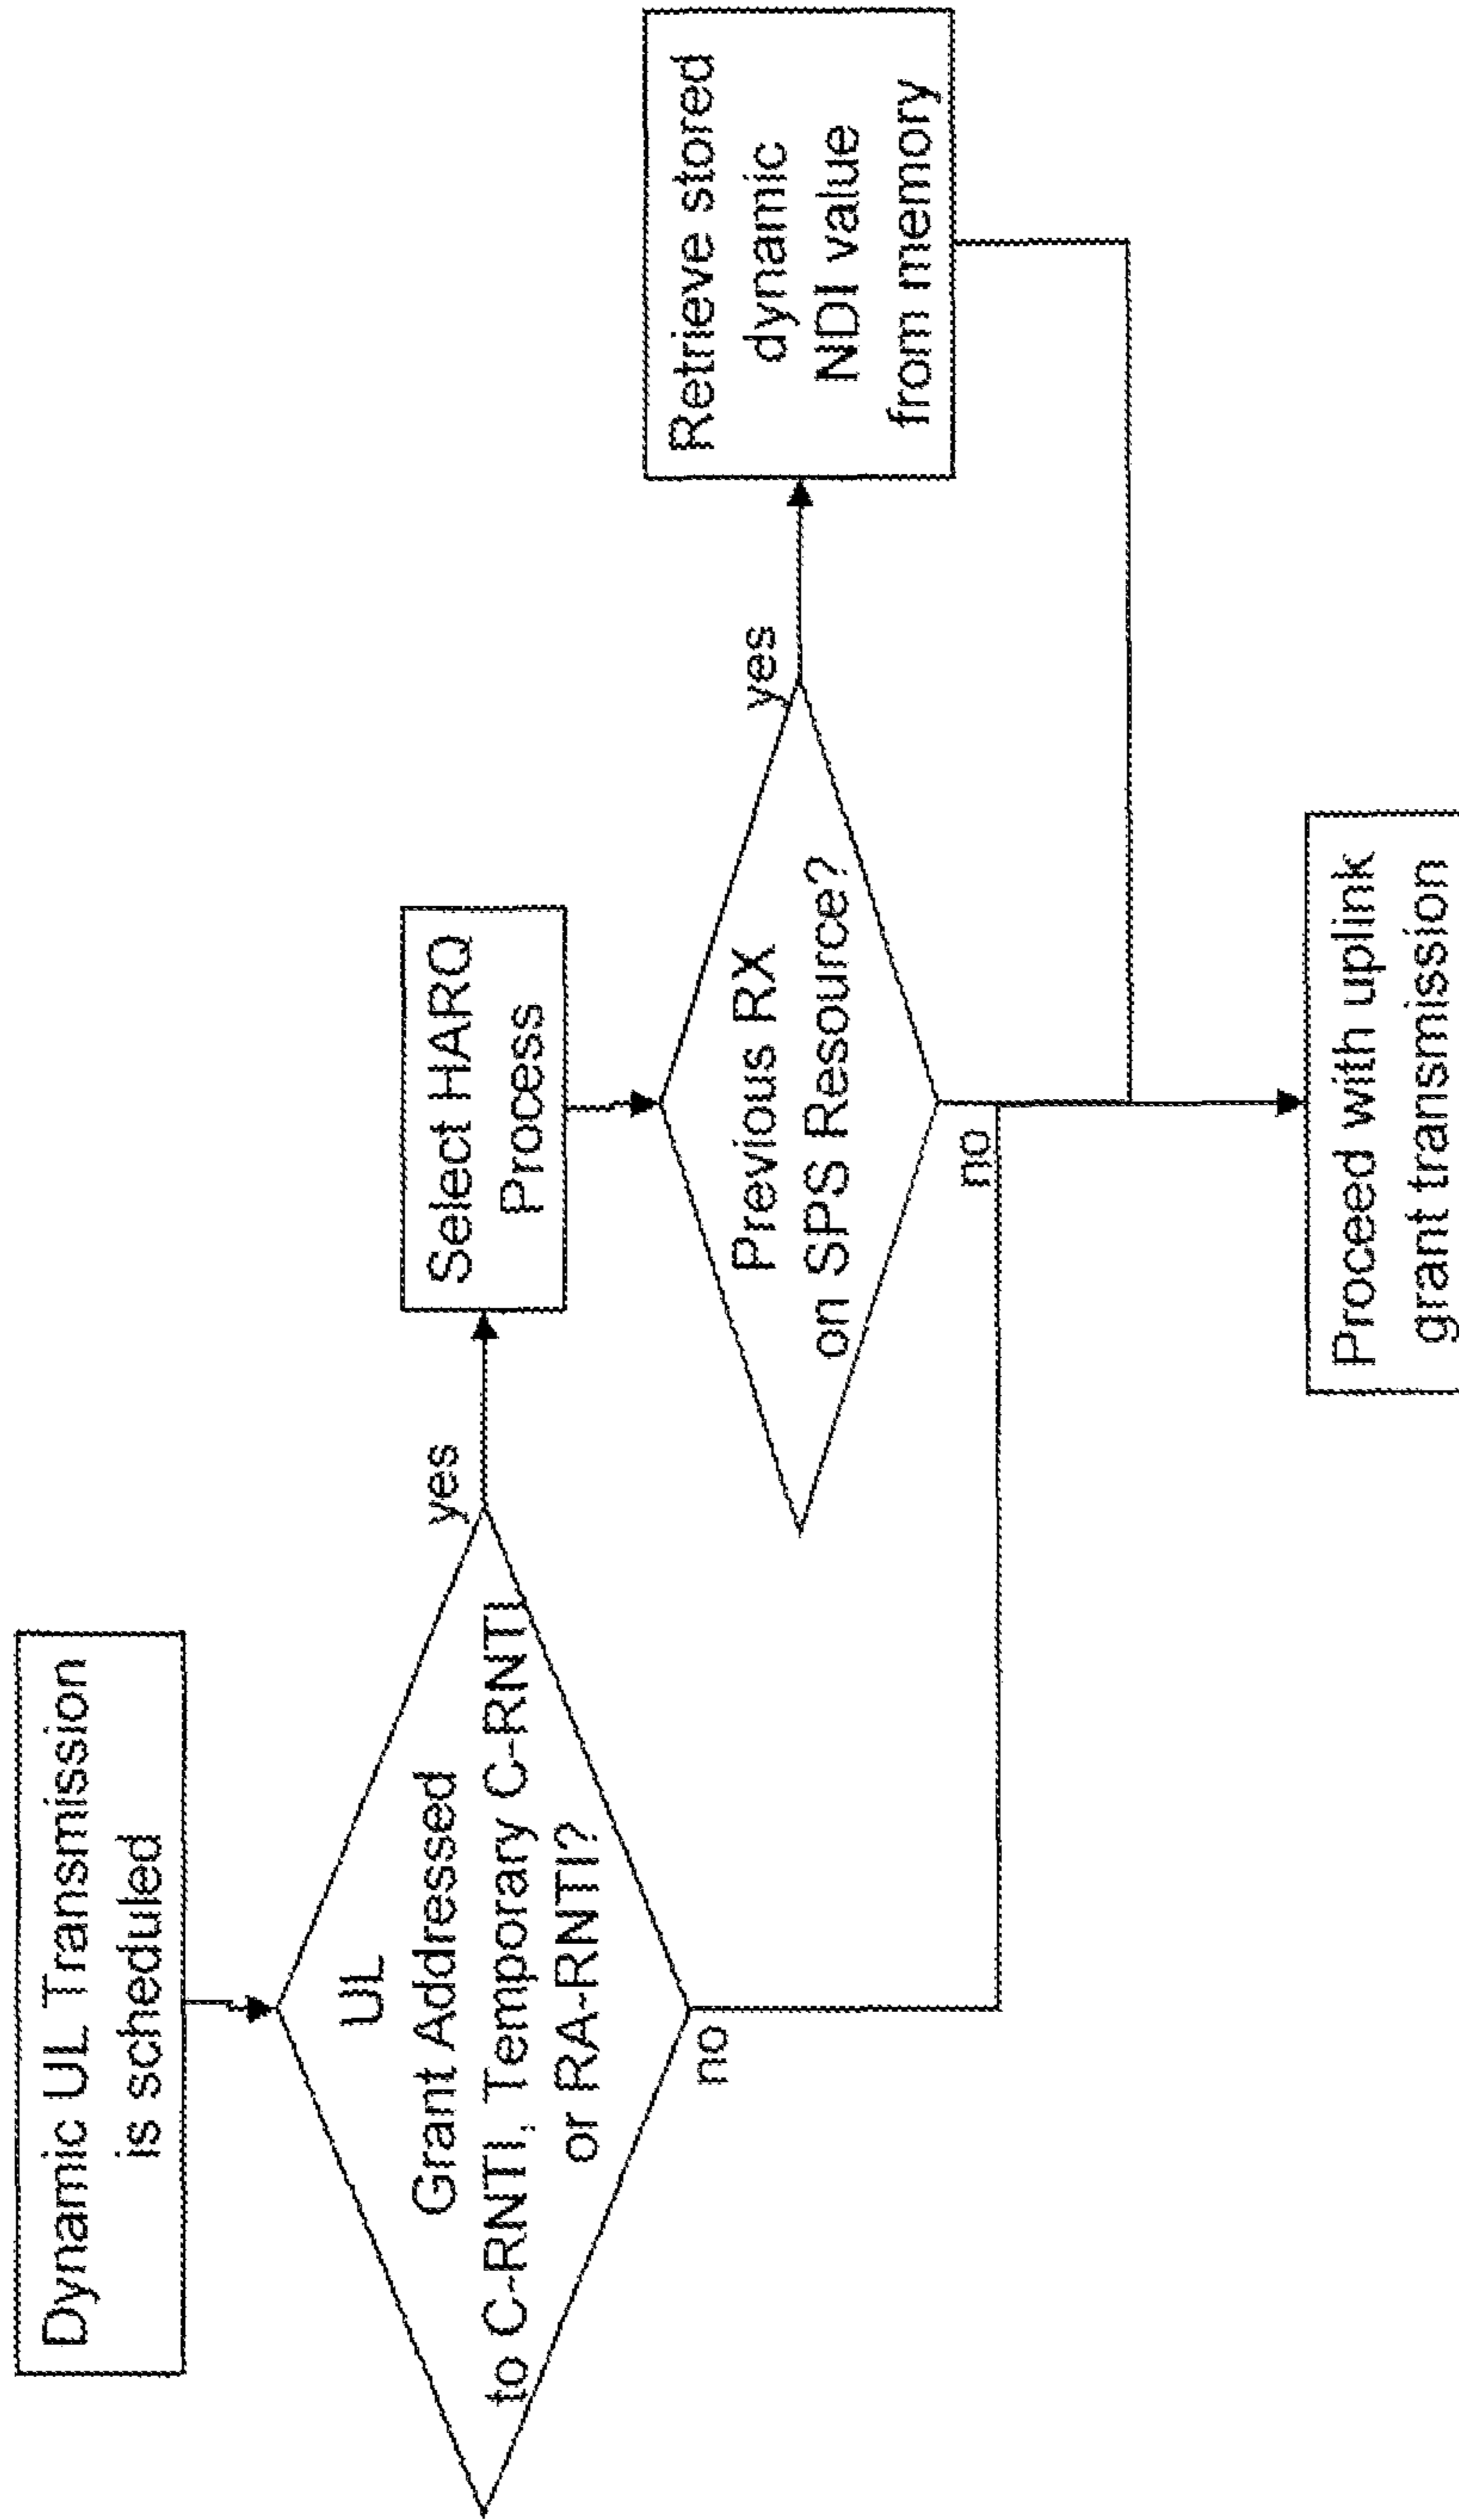 Dynamic UL Transmission
is scheduled
UL
Grant Addressed
to C-RNTI, Temporary C-RNTI
or RA-RNTI?
yes
no
Select HARQ
Process
Previous RX
on SPS Resource?
yes
no
Retrieve stored
dynamic
NDI value
from memory
Proceed with uplink
grant transmission